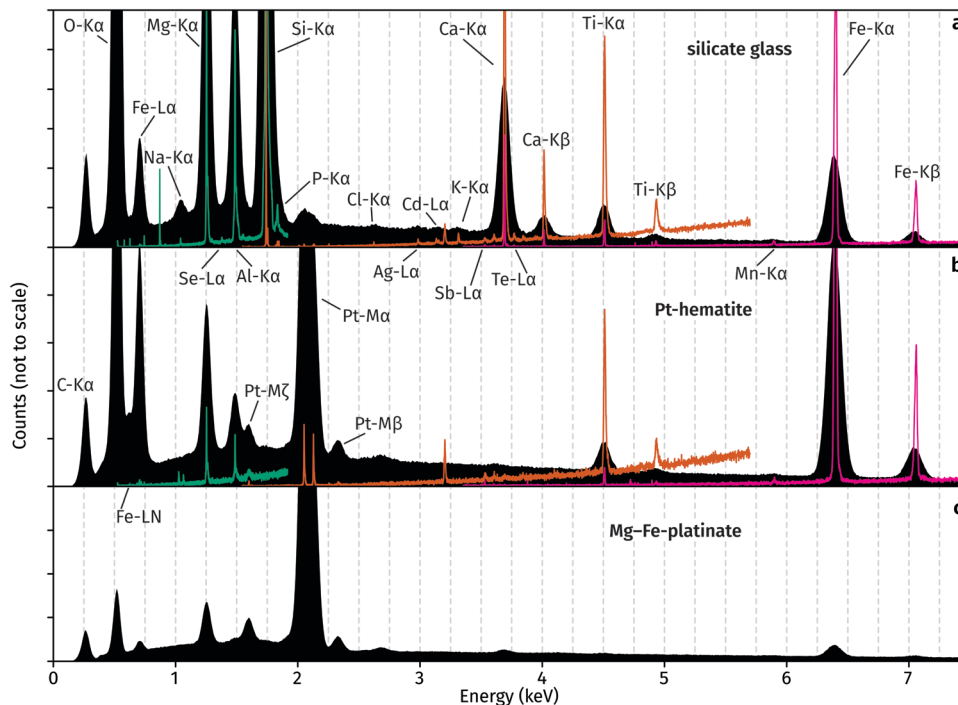 O-Kα
Mg-Kα
Si-Kα
Ca-Kα
Ti-Kα
Fe-Kα
a
silicate glass
Fe-Lα
Na-Kα
P-Kα
Cl-Kα
Cd-Lα
K-Kα
Ca-Kβ
Ti-Kβ
Fe-Kβ
Se-Lα
Al-Kα
Ag-Lα
Sb-Lα
Te-Lα
Mn-Kα
b
Pt-hematite
Pt-Mα
C-Kα
Pt-Mζ
Pt-Mβ
Fe-LN
c
Mg–Fe-platinate
Counts (not to scale)
0 1 2 3 4 5 6 7
Energy (keV)